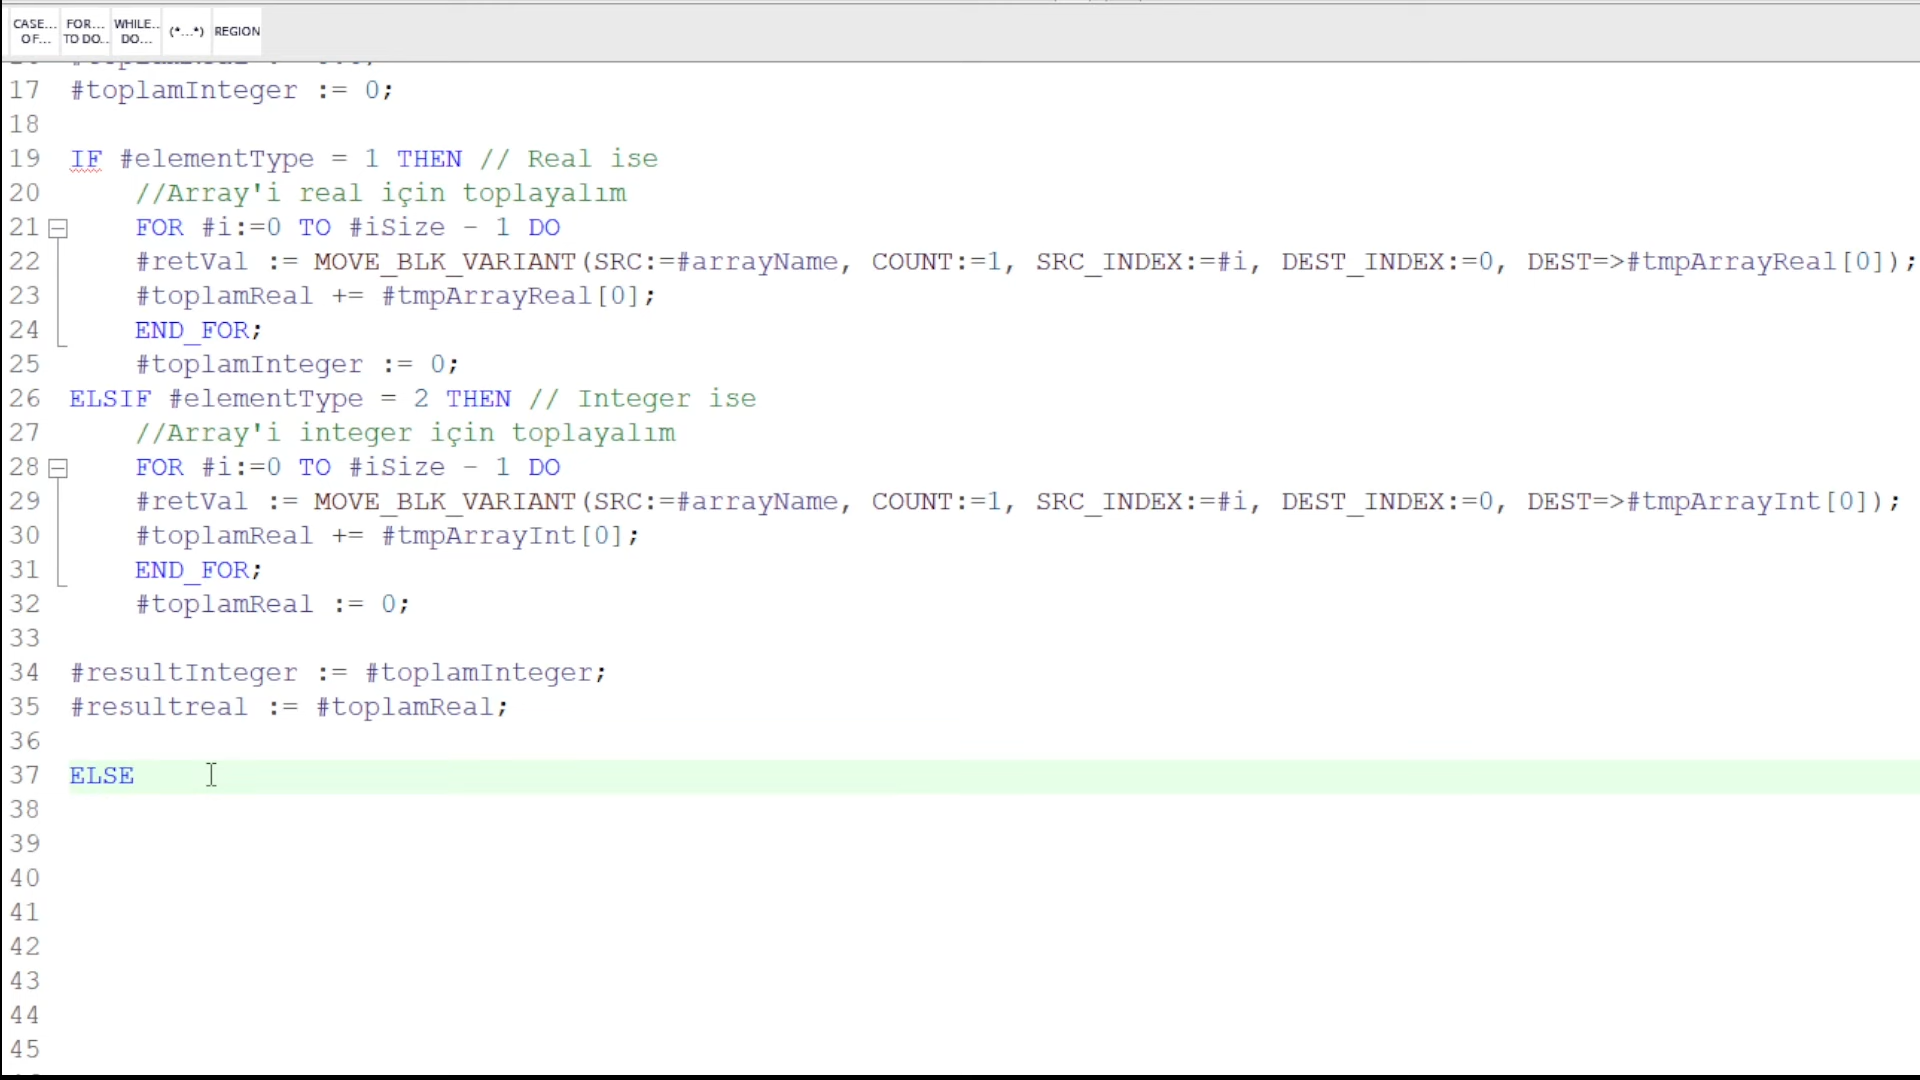 CASE... FOR... WHILE.. (*...*) REGION
OF... TO DO.. DO...
17 #toplamInteger := 0;
18
19 IF #elementType = 1 THEN // Real ise
20 //Array'i real için toplayalım
21 FOR #i:=0 TO #iSize - 1 DO
22 #retVal := MOVE_BLK_VARIANT(SRC:=#arrayName, COUNT:=1, SRC_INDEX:=#i, DEST_INDEX:=0, DEST=>#tmpArrayReal[0]);
23 #toplamReal += #tmpArrayReal[0];
24 END_FOR;
25 #toplamInteger := 0;
26 ELSIF #elementType = 2 THEN // Integer ise
27 //Array'i integer için toplayalım
28 FOR #i:=0 TO #iSize - 1 DO
29 #retVal := MOVE_BLK_VARIANT(SRC:=#arrayName, COUNT:=1, SRC_INDEX:=#i, DEST_INDEX:=0, DEST=>#tmpArrayInt[0]);
30 #toplamReal += #tmpArrayInt[0];
31 END_FOR;
32 #toplamReal := 0;
33
34 #resultInteger := #toplamInteger;
35 #resultreal := #toplamReal;
36
37 ELSE
38
39
40
41
42
43
44
45